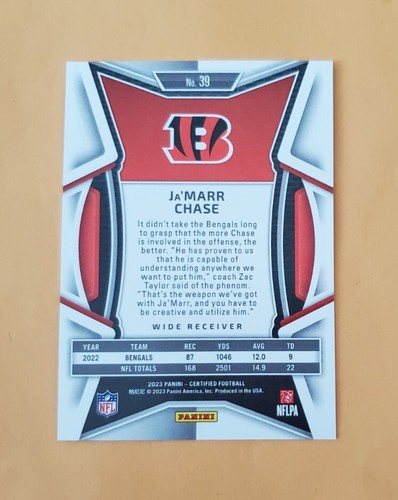 No. 39
B
JA'MARR
CHASE
It didn't take the Bengals long
to grasp that the more Chase
is involved in the offense, the
better. "He has proven to us
that he is capable of
understanding anywhere we
want to put him," coach Zac
Taylor said of the phenom.
"That's the weapon we've got
with Ja'Marr, and you have to
be creative and utilize him."
WIDE RECEIVER
YEAR TEAM REC YDS AVG TD
2022 BENGALS 87 1046 12.0 9
NFL TOTALS 168 2501 14.9 22
2023 PANINI – CERTIFIED FOOTBALL
帕尼尼 © 2023 Panini America, Inc. Produced in the USA.
NFL
PANINI
NFLPA